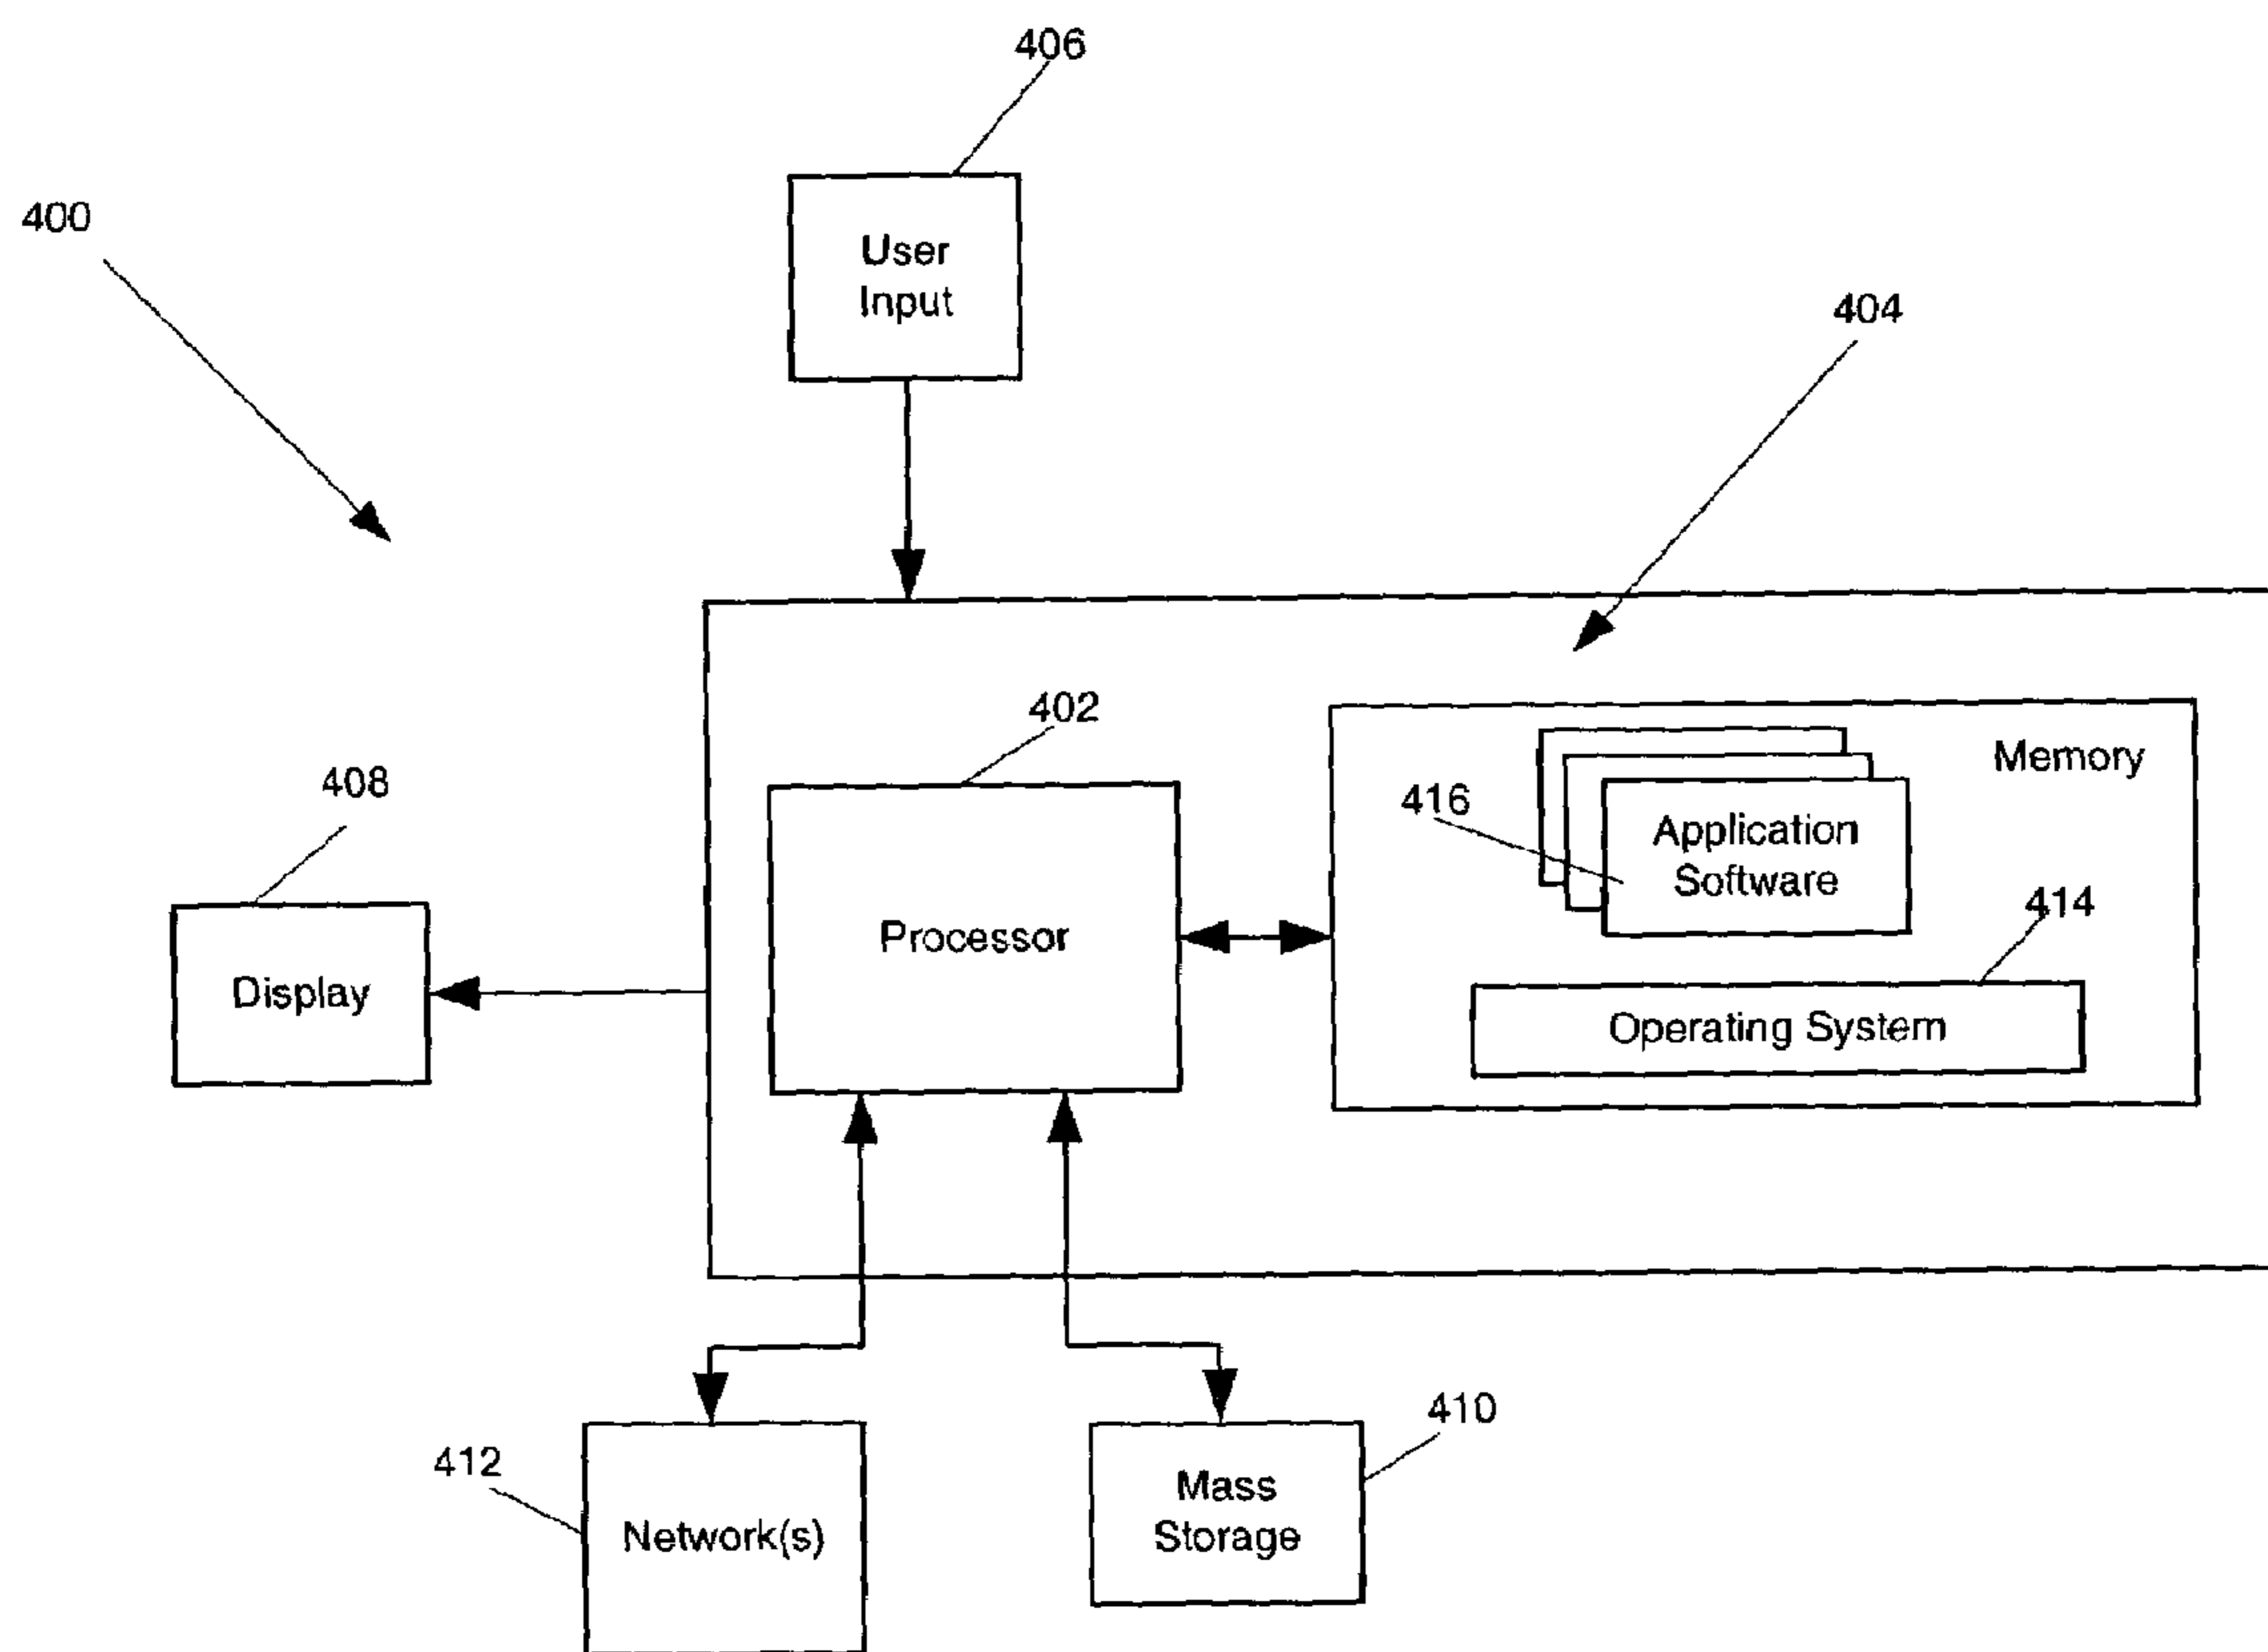 406
400
User
Input
404
402
Memory
408
416
Application
Software
414
Processor
Display
Operating System
410
412
Mass
Storage
Network(s)